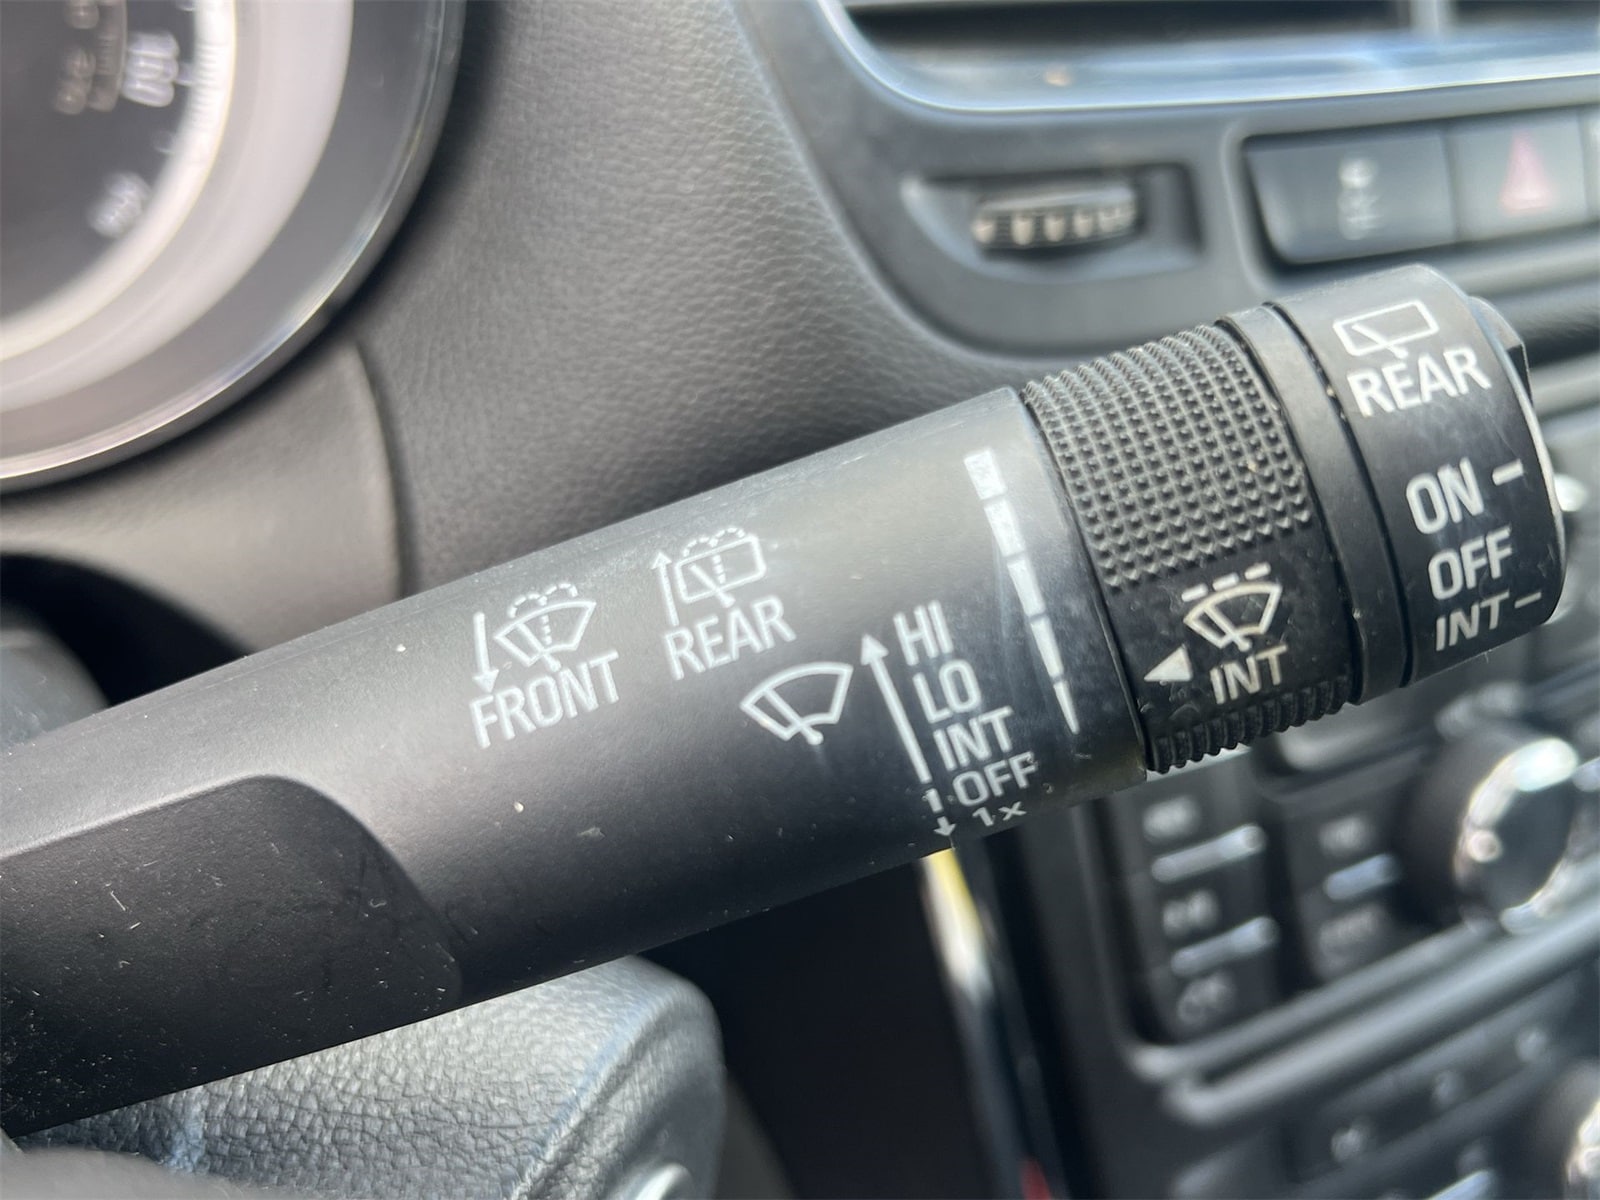 FRONT
REAR
HI
LO
INT
OFF
1x
INT
REAR
ON
OFF
INT